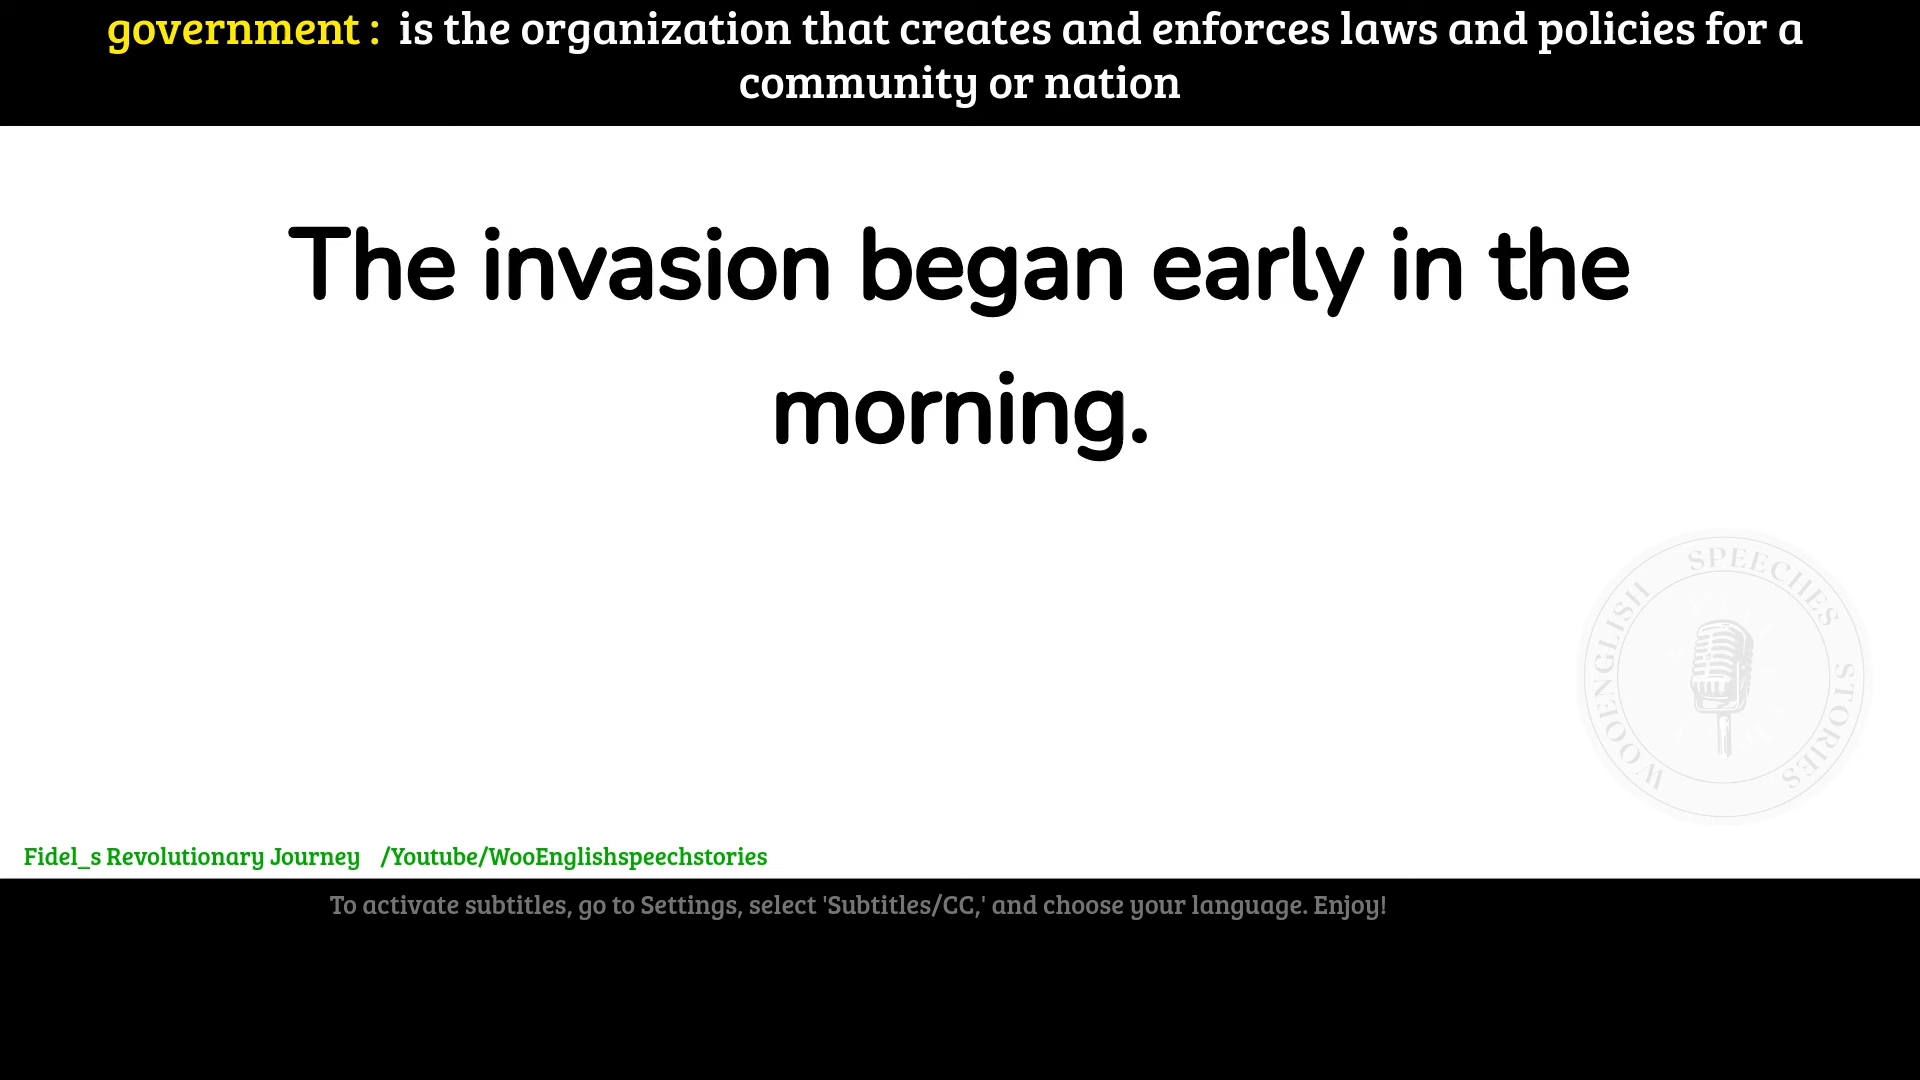 government : is the organization that creates and enforces laws and policies for a
community or nation
The invasion began early in the
morning.
WOOENGLISH SPEECHES STORIES
Fidel_s Revolutionary Journey /Youtube/WooEnglishspeechstories
To activate subtitles, go to Settings, select 'Subtitles/CC,' and choose your language. Enjoy!